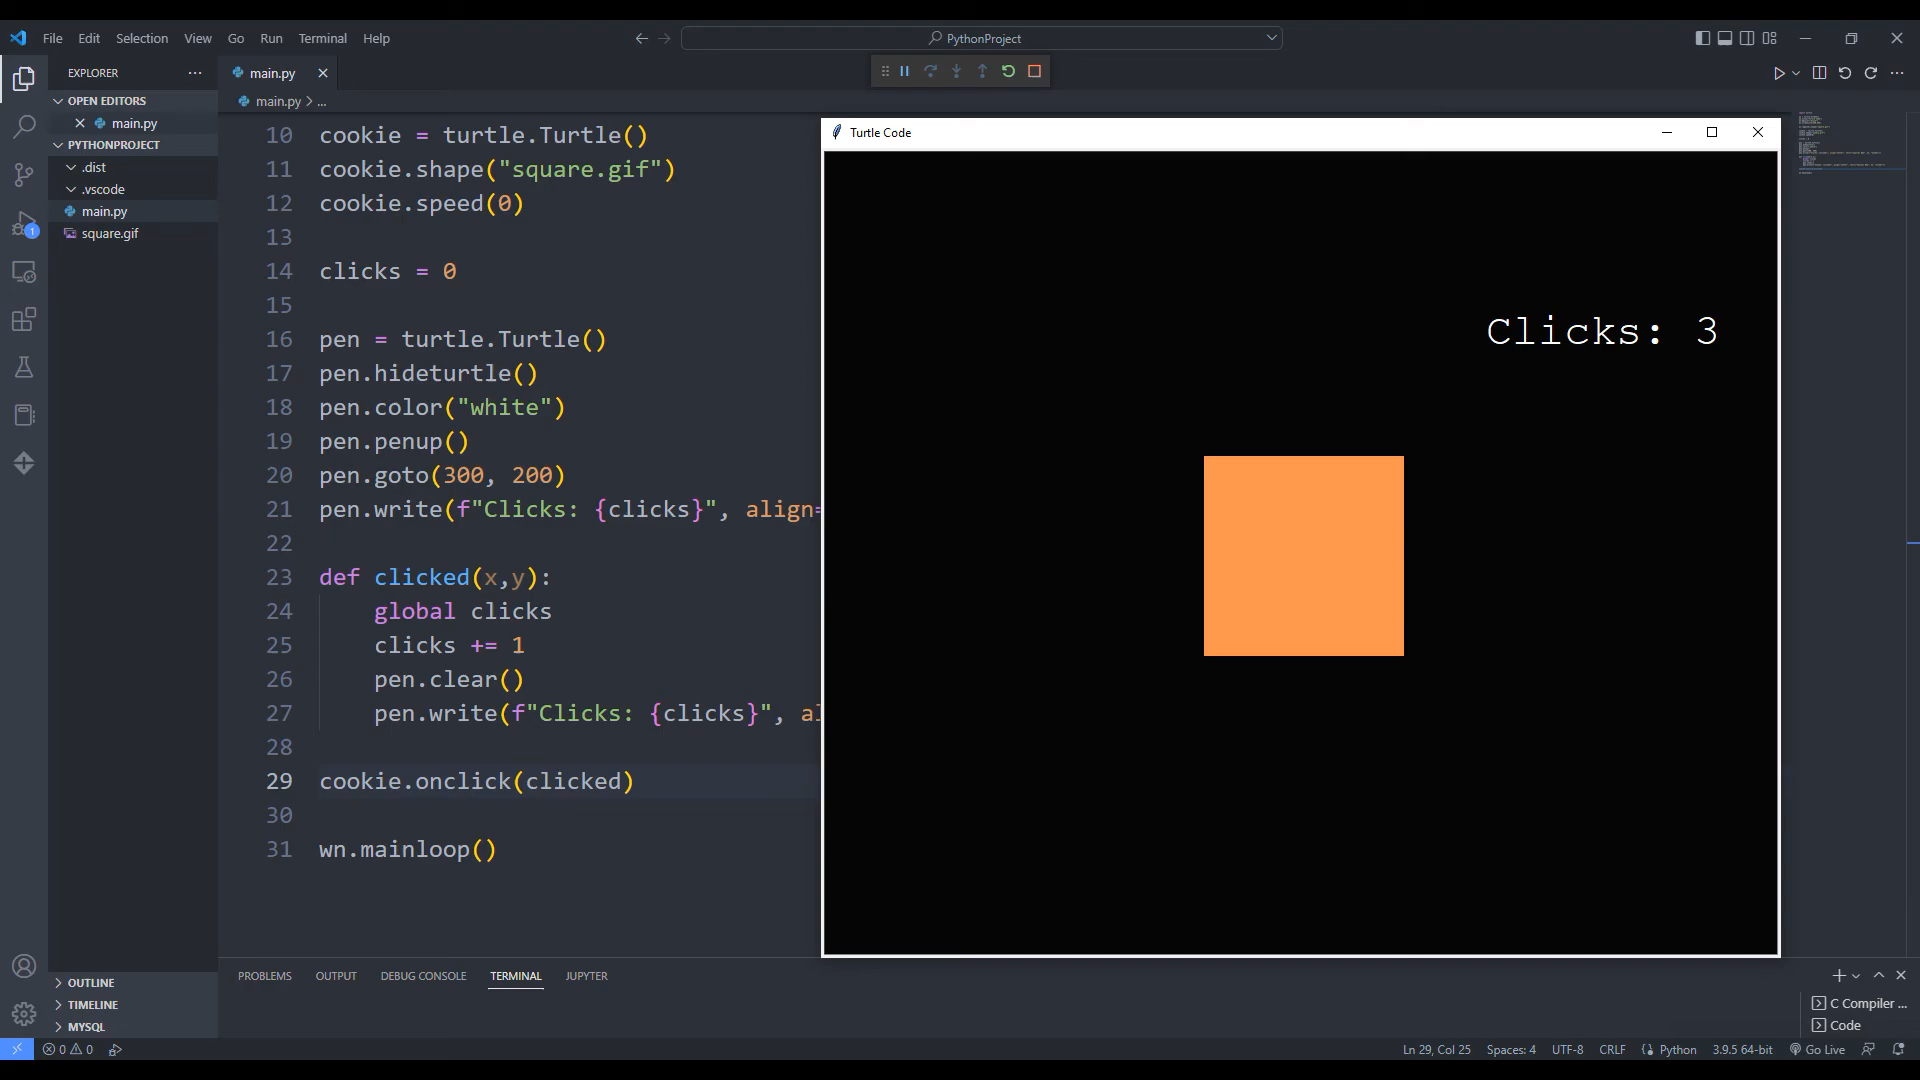 File Edit Selection View Go Run Terminal Help
PythonProject
EXPLORER
OPEN EDITORS
main.py
PYTHONPROJECT
.dist
.vscode
main.py
square.gif
1
main.py
main.py > ...
10 cookie = turtle.Turtle()
11 cookie.shape("square.gif")
12 cookie.speed(0)
13
14 clicks = 0
15
16 pen = turtle.Turtle()
17 pen.hideturtle()
18 pen.color("white")
19 pen.penup()
20 pen.goto(300, 200)
21 pen.write(f"Clicks: {clicks}", align=
22
23 def clicked(x,y):
24 global clicks
25 clicks += 1
26 pen.clear()
27 pen.write(f"Clicks: {clicks}", al
28
29 cookie.onclick(clicked)
30
31 wn.mainloop()
Turtle Code
Clicks: 3
OUTLINE
TIMELINE
MYSQL
PROBLEMS OUTPUT DEBUG CONSOLE TERMINAL JUPYTER
C Compiler ...
Code
0 0
Ln 29, Col 25 Spaces: 4 UTF-8 CRLF Python 3.9.5 64-bit Go Live